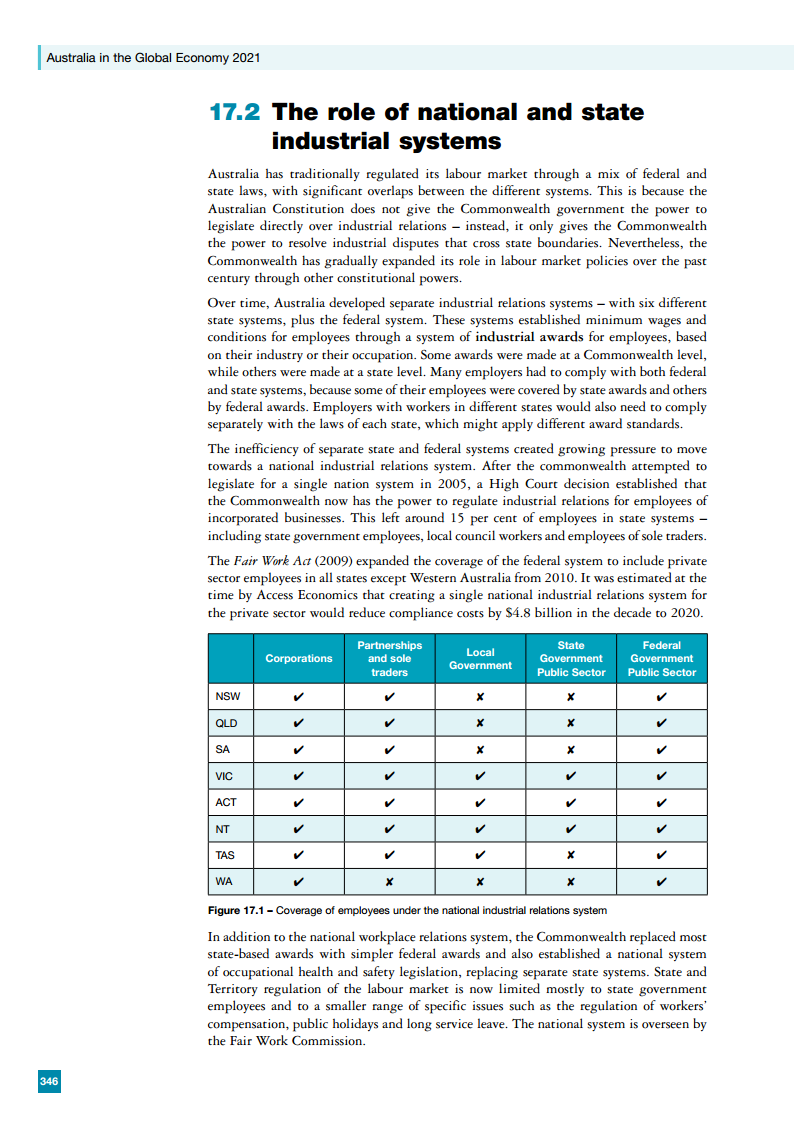 Australia in the Global Economy 2021
17.2 The role of national and state
industrial systems
Australia has traditionally regulated its labour market through a mix of federal and
state laws, with significant overlaps between the different systems. This is because the
Australian Constitution does not give the Commonwealth government the power to
legislate directly over industrial relations – instead, it only gives the Commonwealth
the power to resolve industrial disputes that cross state boundaries. Nevertheless, the
Commonwealth has gradually expanded its role in labour market policies over the past
century through other constitutional powers.
Over time, Australia developed separate industrial relations systems – with six different
state systems, plus the federal system. These systems established minimum wages and
conditions for employees through a system of industrial awards for employees, based
on their industry or their occupation. Some awards were made at a Commonwealth level,
while others were made at a state level. Many employers had to comply with both federal
and state systems, because some of their employees were covered by state awards and others
by federal awards. Employers with workers in different states would also need to comply
separately with the laws of each state, which might apply different award standards.
The inefficiency of separate state and federal systems created growing pressure to move
towards a national industrial relations system. After the commonwealth attempted to
legislate for a single nation system in 2005, a High Court decision established that
the Commonwealth now has the power to regulate industrial relations for employees of
incorporated businesses. This left around 15 per cent of employees in state systems –
including state government employees, local council workers and employees of sole traders.
The Fair Work Act (2009) expanded the coverage of the federal system to include private
sector employees in all states except Western Australia from 2010. It was estimated at the
time by Access Economics that creating a single national industrial relations system for
the private sector would reduce compliance costs by $4.8 billion in the decade to 2020.
Corporations Partnerships and sole traders Local Government State Government Public Sector Federal Government Public Sector
NSW ✔ ✔ ✘ ✘ ✔
QLD ✔ ✔ ✘ ✘ ✔
SA ✔ ✔ ✘ ✘ ✔
VIC ✔ ✔ ✔ ✔ ✔
ACT ✔ ✔ ✔ ✔ ✔
NT ✔ ✔ ✔ ✔ ✔
TAS ✔ ✔ ✔ ✘ ✔
WA ✔ ✘ ✘ ✘ ✔
Figure 17.1 – Coverage of employees under the national industrial relations system
In addition to the national workplace relations system, the Commonwealth replaced most
state-based awards with simpler federal awards and also established a national system
of occupational health and safety legislation, replacing separate state systems. State and
Territory regulation of the labour market is now limited mostly to state government
employees and to a smaller range of specific issues such as the regulation of workers’
compensation, public holidays and long service leave. The national system is overseen by
the Fair Work Commission.
346